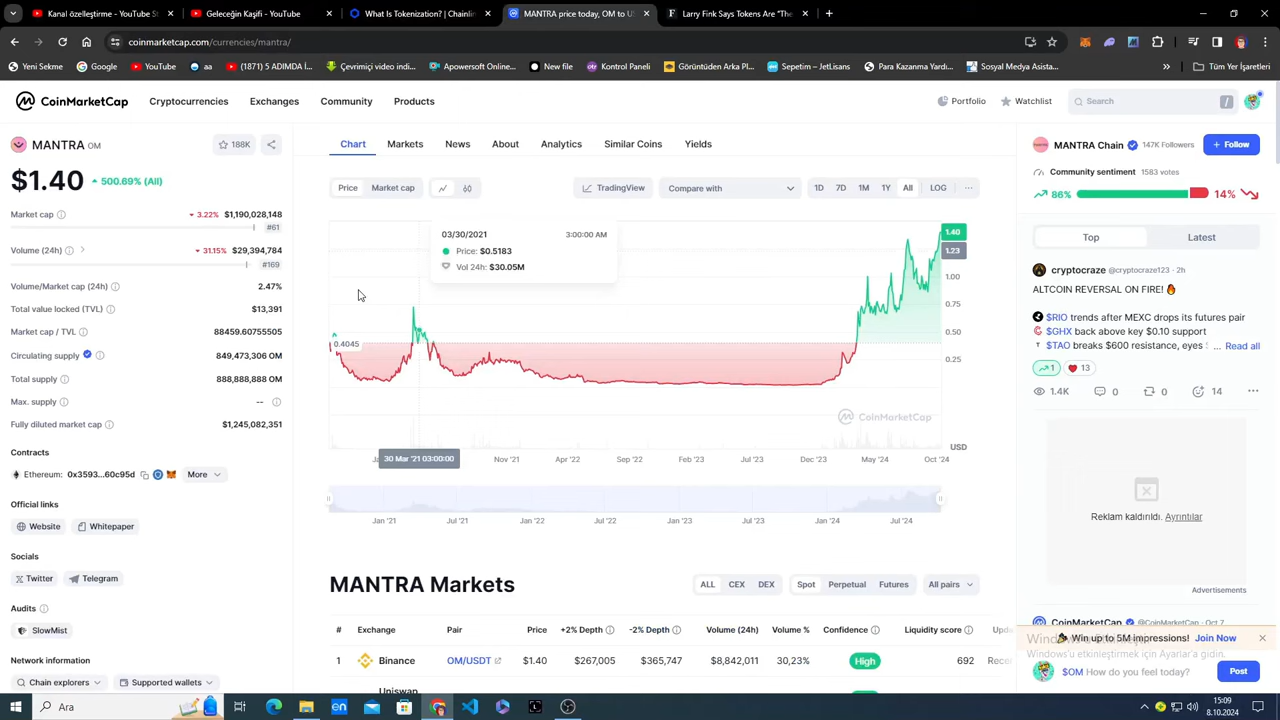 Kanal özelleştirme - YouTube St
Geleceğin Kaşifi - YouTube
What Is Tokenization? | Chainlin
MANTRA price today, OM to US
Larry Fink Says Tokens Are "The
coinmarketcap.com/currencies/mantra/
Yeni Sekme
Google
YouTube
aa
(1871) 5 ADIMDA İ...
Çevrimiçi video kay...
Apowersoft Online...
New file
Kontrol Paneli
Görüntüden Arka Pl...
Sepetim – JetLens
Para Kazanma Yardı...
Sosyal Medya Asista...
Tüm Yer İşaretleri
CoinMarketCap
Cryptocurrencies
Exchanges
Community
Products
Portfolio
Watchlist
Search
/
MANTRA OM
188K
$1.40 500.69% (All)
Market cap 3.22% $1,190,028,148
#61
Volume (24h) 31.15% $29,394,784
#169
Volume/Market cap (24h) 2.47%
Total value locked (TVL) $13,391
Market cap / TVL 88459.60755505
Circulating supply 849,473,306 OM
Total supply 888,888,888 OM
Max. supply --
Fully diluted market cap $1,245,082,351
Contracts
Ethereum: 0x3593...60c95d More
Official links
Website Whitepaper
Socials
Twitter Telegram
Audits
SlowMist
Network information
Chain explorers Supported wallets
Chart Markets News About Analytics Similar Coins Yields
Price Market cap
TradingView
Compare with
1D 7D 1M 1Y All LOG ...
03/30/2021 3:00:00 AM
Price: $0.5183
Vol 24h: $30.05M
1.40
1.23
1.00
0.75
0.50
0.25
0.4045
CoinMarketCap
USD
30 Mar '21 03:00:00
Nov '21 Apr '22 Sep '22 Feb '23 Jul '23 Dec '23 May '24 Oct '24
Jan '21 Jul '21 Jan '22 Jul '22 Jan '23 Jul '23 Jan '24 Jul '24
MANTRA Markets
ALL CEX DEX
Spot Perpetual Futures
All pairs
# Exchange Pair Price +2% Depth -2% Depth Volume (24h) Volume % Confidence Liquidity score
1 Binance OM/USDT $1.40 $267,005 $365,747 $8,842,011 30,23% High 692
Uniswap
MANTRA Chain 147K Followers
+ Follow
Community sentiment 1583 votes
86% 14%
Top Latest
cryptocraze @cryptocraze123 · 2h
ALTCOIN REVERSAL ON FIRE!
$RIO trends after MEXC drops its futures pair
$GHX back above key $0.10 support
$TAO breaks $600 resistance, eyes
... Read all
1 13
1.4K 0 0 14
Reklam kaldırıldı. Ayrıntılar
Advertisements
CoinMarketCap @CoinMarketCap · Oct 7
Win up to 5M impressions! Join Now
Windows'u etkinleştirmek için Ayarlar'a gidin.
$OM How do you feel today?
Post
Ara
15:09
8.10.2024